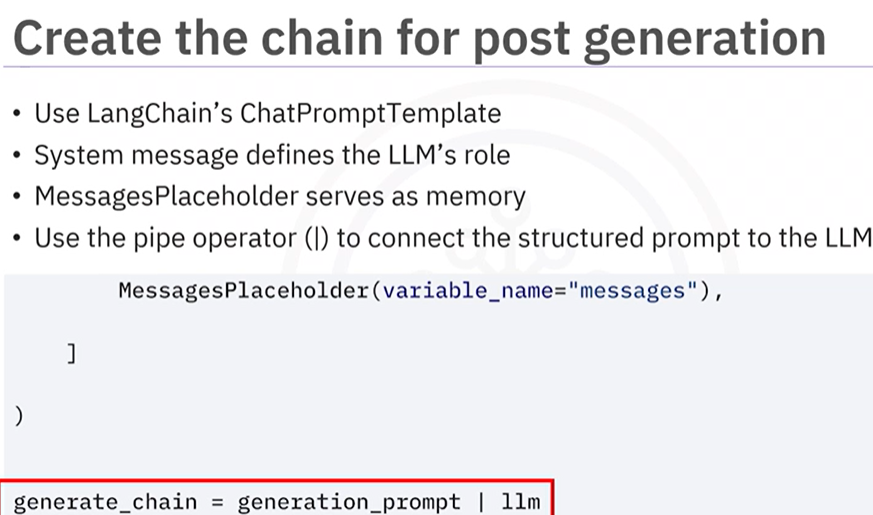 Create the chain for post generation
• Use LangChain’s ChatPromptTemplate
• System message defines the LLM’s role
• MessagesPlaceholder serves as memory
• Use the pipe operator (|) to connect the structured prompt to the LLM
MessagesPlaceholder(variable_name="messages"),
]
)
generate_chain = generation_prompt | llm